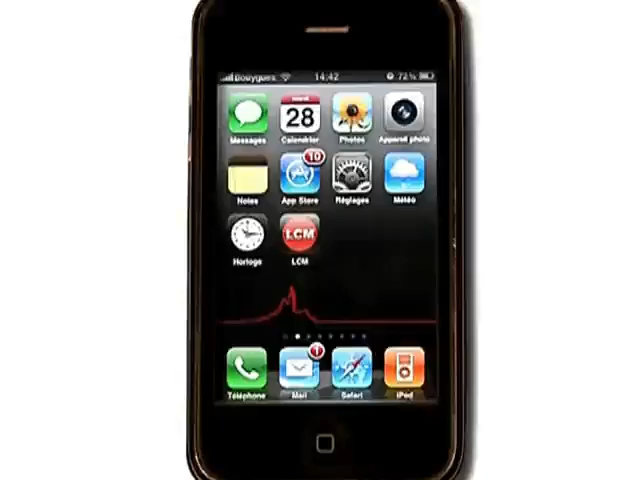 Bouygues 14:42 72%
mardi
28
10
Messages Calendrier Photos Appareil photo
Notes App Store Réglages Météo
LCM
Horloge LCM
1
Téléphone Mail Safari iPod